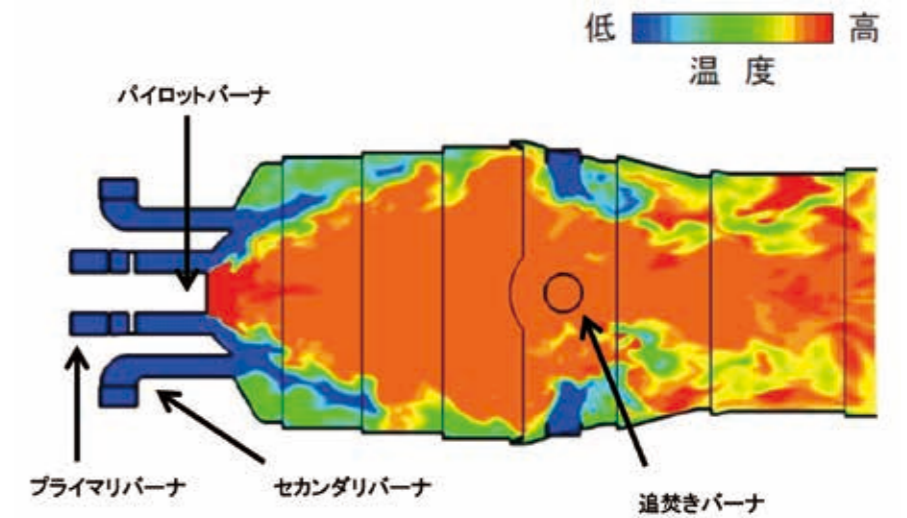 低 高
温 度
パイロットバーナ
プライマリバーナ
セカンダリバーナ
追焚きバーナ